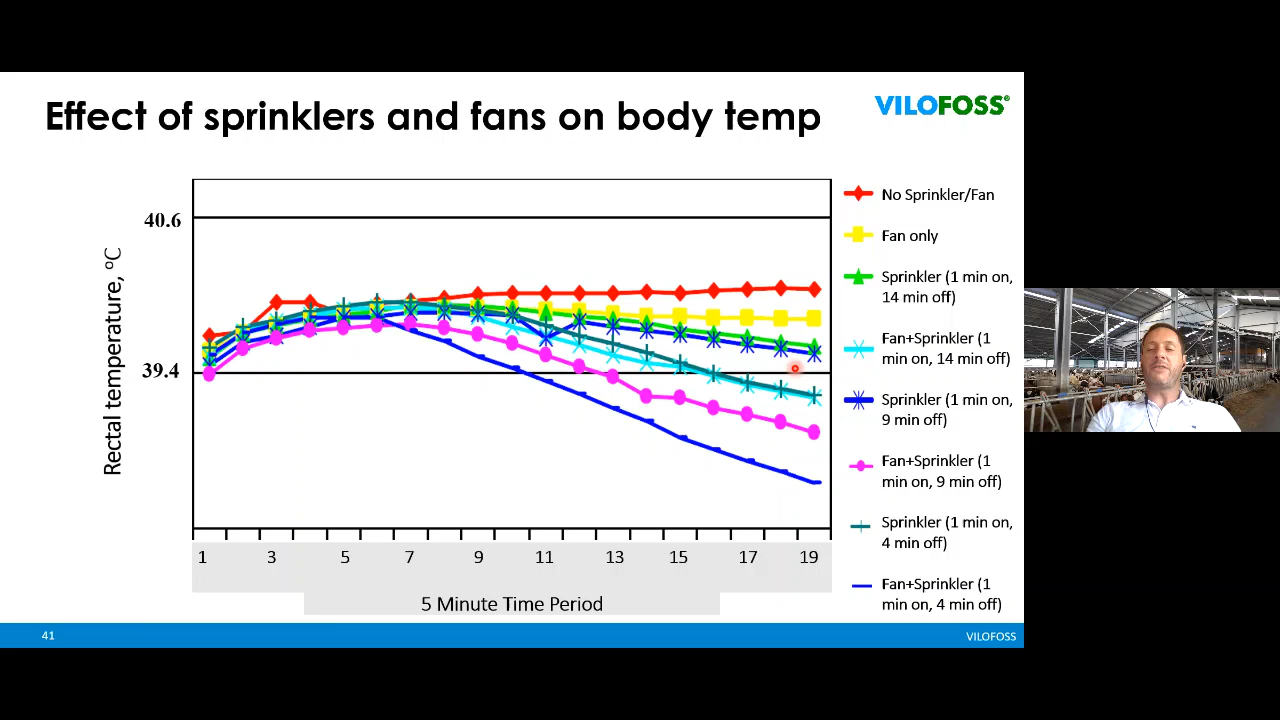 Effect of sprinklers and fans on body temp
VILOFOSS®
40.6
39.4
Rectal temperature, °C
1 3 5 7 9 11 13 15 17 19
5 Minute Time Period
No Sprinkler/Fan
Fan only
Sprinkler (1 min on,
14 min off)
Fan+Sprinkler (1
min on, 14 min off)
Sprinkler (1 min on,
9 min off)
Fan+Sprinkler (1
min on, 9 min off)
Sprinkler (1 min on,
4 min off)
Fan+Sprinkler (1
min on, 4 min off)
41
VILOFOSS